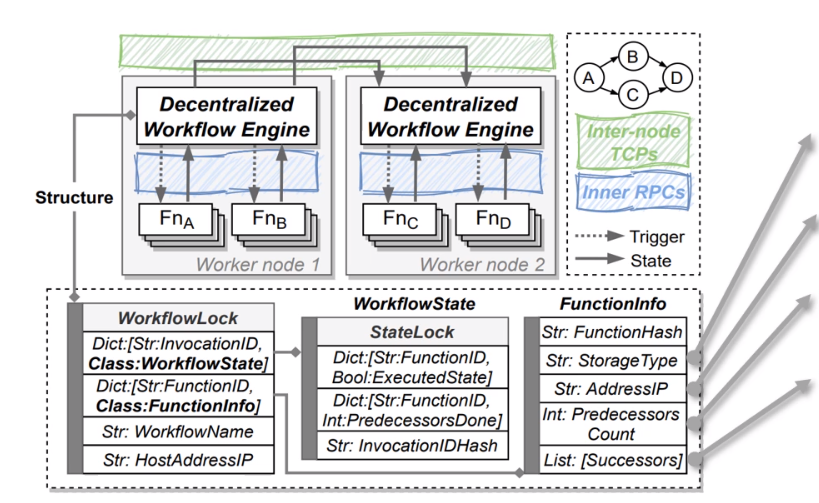 Decentralized
Workflow Engine
Decentralized
Workflow Engine
A
B
C
D
Inter-node
TCPs
Inner RPCs
Trigger
State
Structure
FnA
FnB
FnC
FnD
Worker node 1
Worker node 2
WorkflowLock
Dict:[Str:InvocationID,
Class:WorkflowState]
Dict:[Str:FunctionID,
Class:FunctionInfo]
Str: WorkflowName
Str: HostAddressIP
WorkflowState
StateLock
Dict:[Str:FunctionID,
Bool:ExecutedState]
Dict:[Str:FunctionID,
Int:PredecessorsDone]
Str: InvocationIDHash
FunctionInfo
Str: FunctionHash
Str: StorageType
Str: AddressIP
Int: Predecessors
Count
List: [Successors]